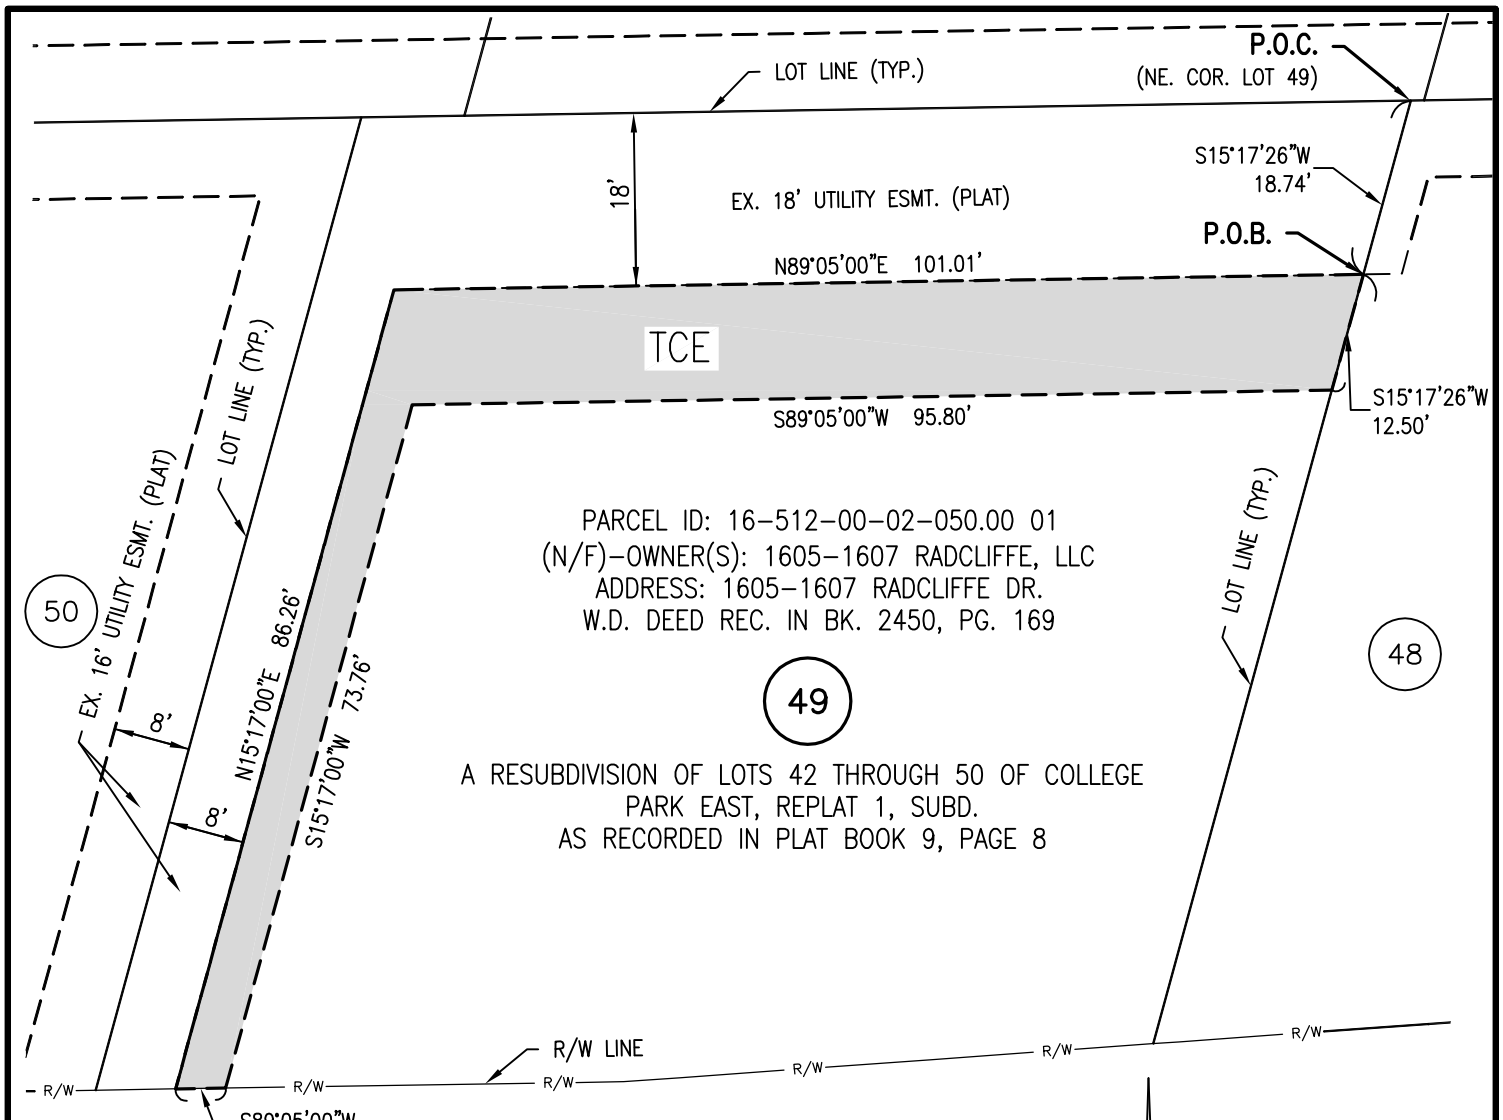 P.O.C.
(NE. COR. LOT 49)
LOT LINE (TYP.)
S15°17'26"W
18.74'
18'
EX. 18' UTILITY ESMT. (PLAT)
P.O.B.
N89°05'00"E 101.01'
TCE
S15°17'26"W
12.50'
S89°05'00"W 95.80'
LOT LINE (TYP.)
EX. 16' UTILITY ESMT. (PLAT)
LOT LINE (TYP.)
PARCEL ID: 16-512-00-02-050.00 01
(N/F)-OWNER(S): 1605-1607 RADCLIFFE, LLC
ADDRESS: 1605-1607 RADCLIFFE DR.
W.D. DEED REC. IN BK. 2450, PG. 169
50
48
49
N15°17'00"E 86.26'
S15°17'00"W 73.76'
8'
8'
A RESUBDIVISION OF LOTS 42 THROUGH 50 OF COLLEGE
PARK EAST, REPLAT 1, SUBD.
AS RECORDED IN PLAT BOOK 9, PAGE 8
R/W LINE
R/W
R/W
R/W
R/W
R/W
R/W
S89°05'00"W